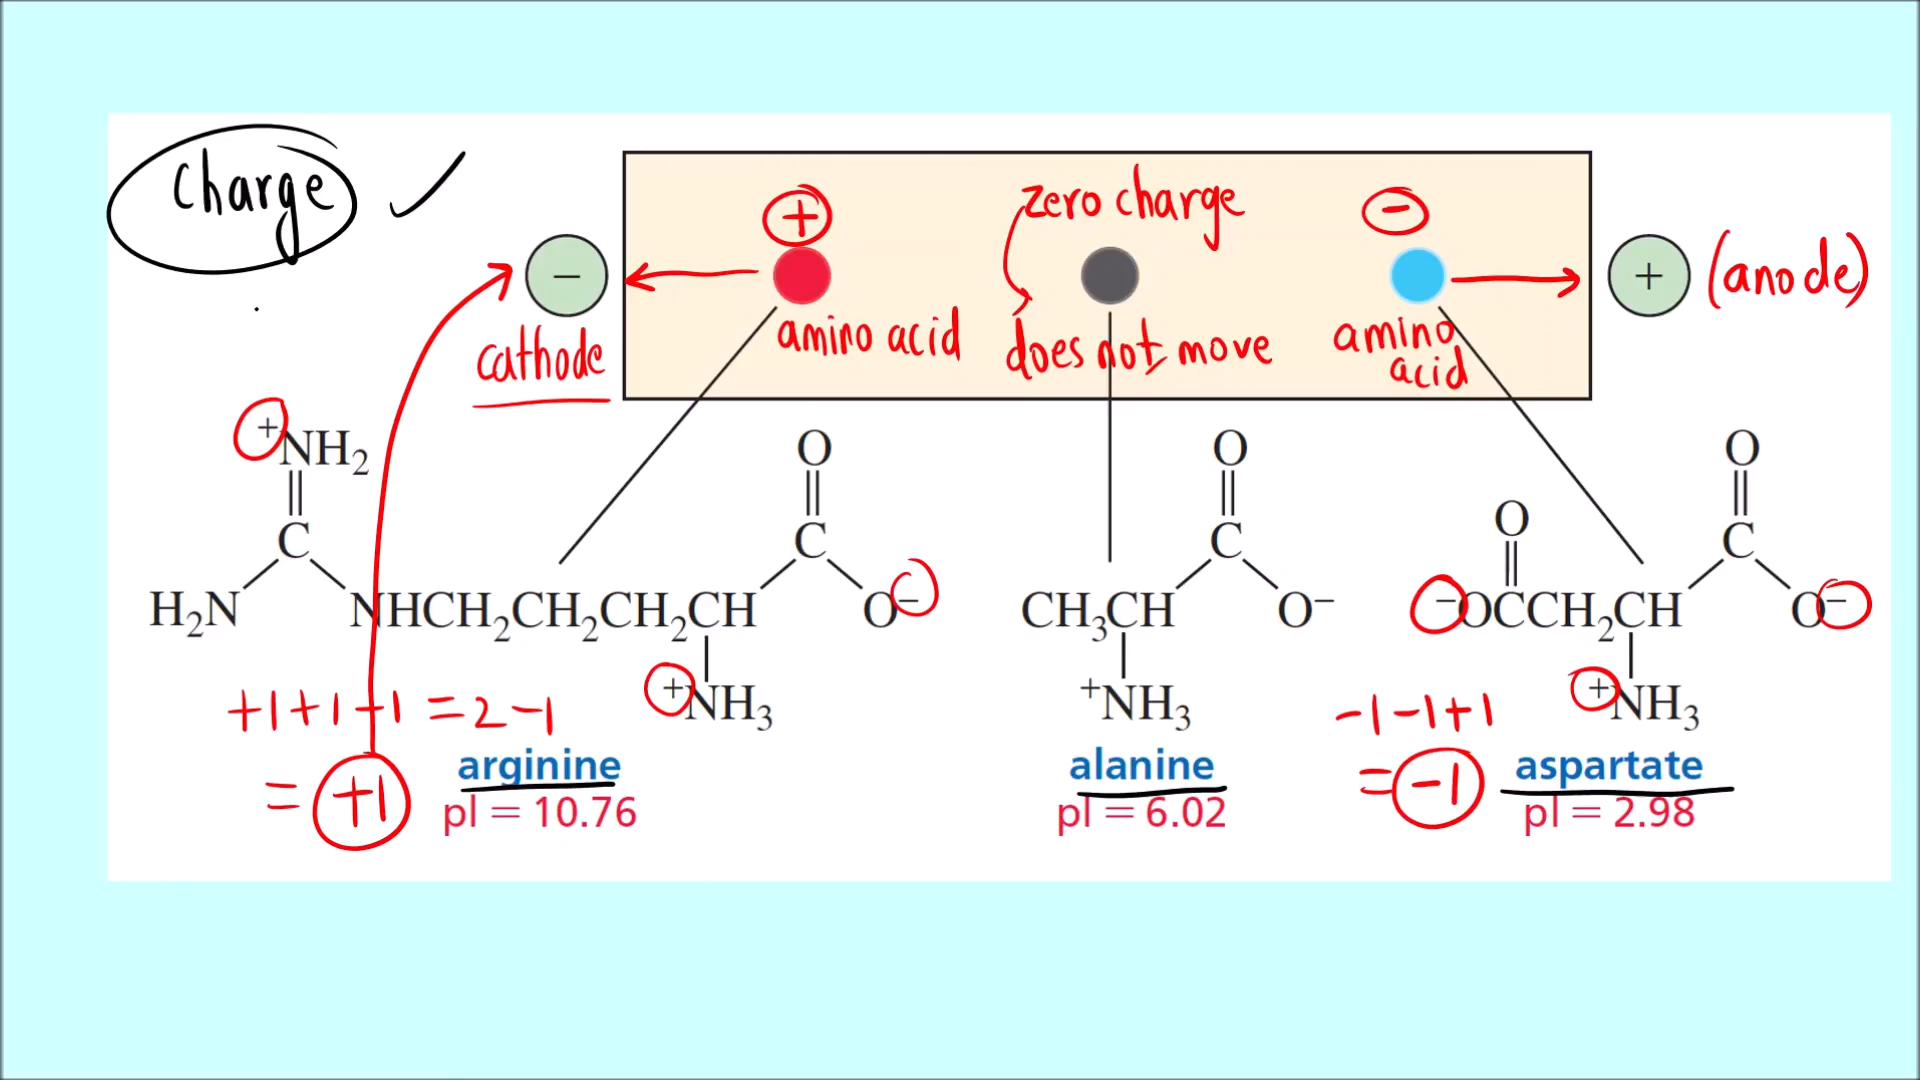 charge
+
zero charge
−
−
+
(anode)
cathode
amino acid
does not move
amino
acid
+NH₂
||
C
H₂N
NHCH₂CH₂CH₂CH
O
||
C
O−
+NH₃
+1+1−1 = 2−1
= +1
arginine
pI = 10.76
O
||
C
CH₃CH
O−
+NH₃
alanine
pI = 6.02
O
||
−OCCH₂CH
O
||
C
O−
+NH₃
−1−1+1
= −1
aspartate
pI = 2.98